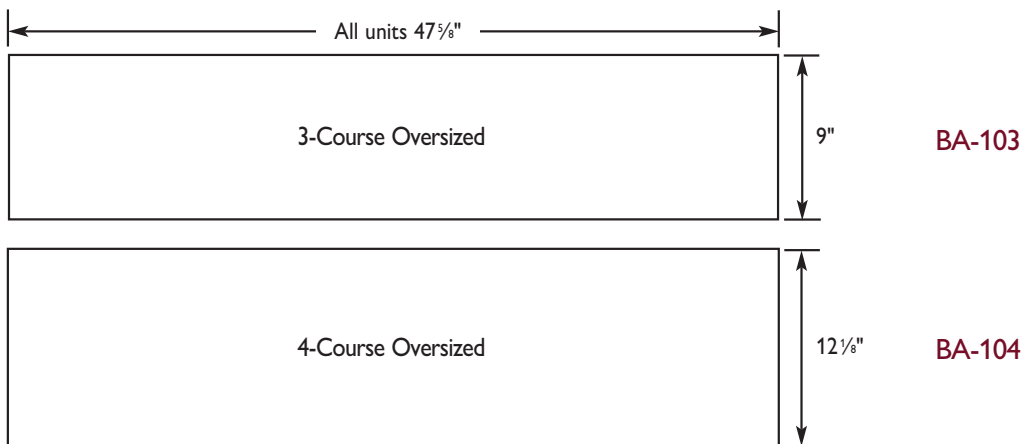 All units 47⅝"
3-Course Oversized
9"
BA-103
4-Course Oversized
12⅛"
BA-104